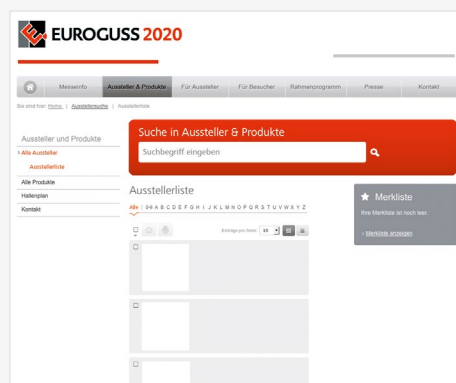 EUROGUSS 2020
Messeinfo
Aussteller & Produkte
Für Aussteller
Für Besucher
Rahmenprogramm
Presse
Kontakt
Sie sind hier: Home | Ausstellersuche | Ausstellerliste
Aussteller und Produkte
› Alle Aussteller
Ausstellerliste
Alle Produkte
Hallenplan
Kontakt
Suche in Aussteller & Produkte
Suchbegriff eingeben
Ausstellerliste
Alle | 0-9 A B C D E F G H I J K L M N O P Q R S T U V W X Y Z
Einträge pro Seite: 15
Merkliste
Ihre Merkliste ist noch leer.
› Merkliste anzeigen